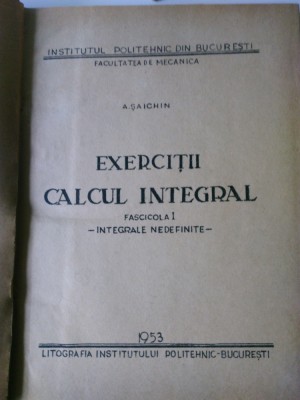 INSTITUTUL POLITEHNIC DIN BUCUREȘTI
FACULTATEA DE MECANICA
A. ȘAICHIN
EXERCIȚII
CALCUL INTEGRAL
FASCICOLA I
- INTEGRALE NEDEFINITE -
1953
LITOGRAFIA INSTITUTULUI POLITEHNIC-BUCUREȘTI